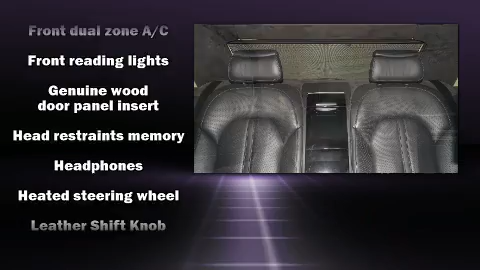 Front dual zone A/C
Front reading lights
Genuine wood
door panel insert
Head restraints memory
Headphones
Heated steering wheel
Leather Shift Knob